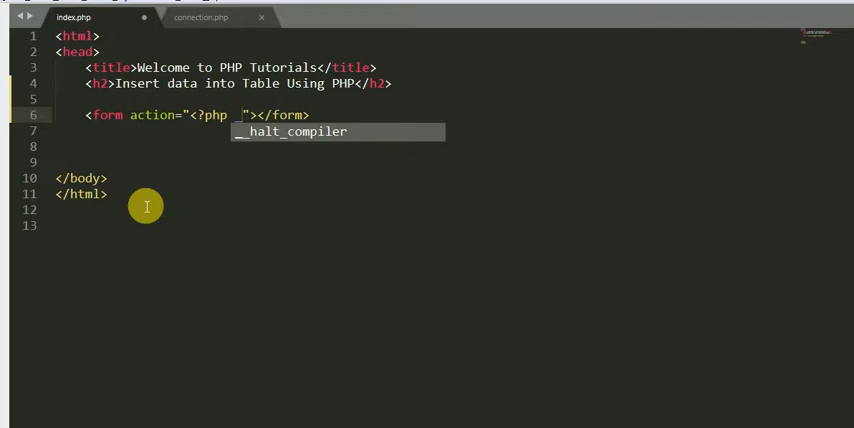 index.php
connection.php
1 <html>
2 <head>
3 <title>Welcome to PHP Tutorials</title>
4 <h2>Insert data into Table Using PHP</h2>
5
6 <form action="<?php _"></form>
__halt_compiler
7
8
9
10 </body>
11 </html>
12
13